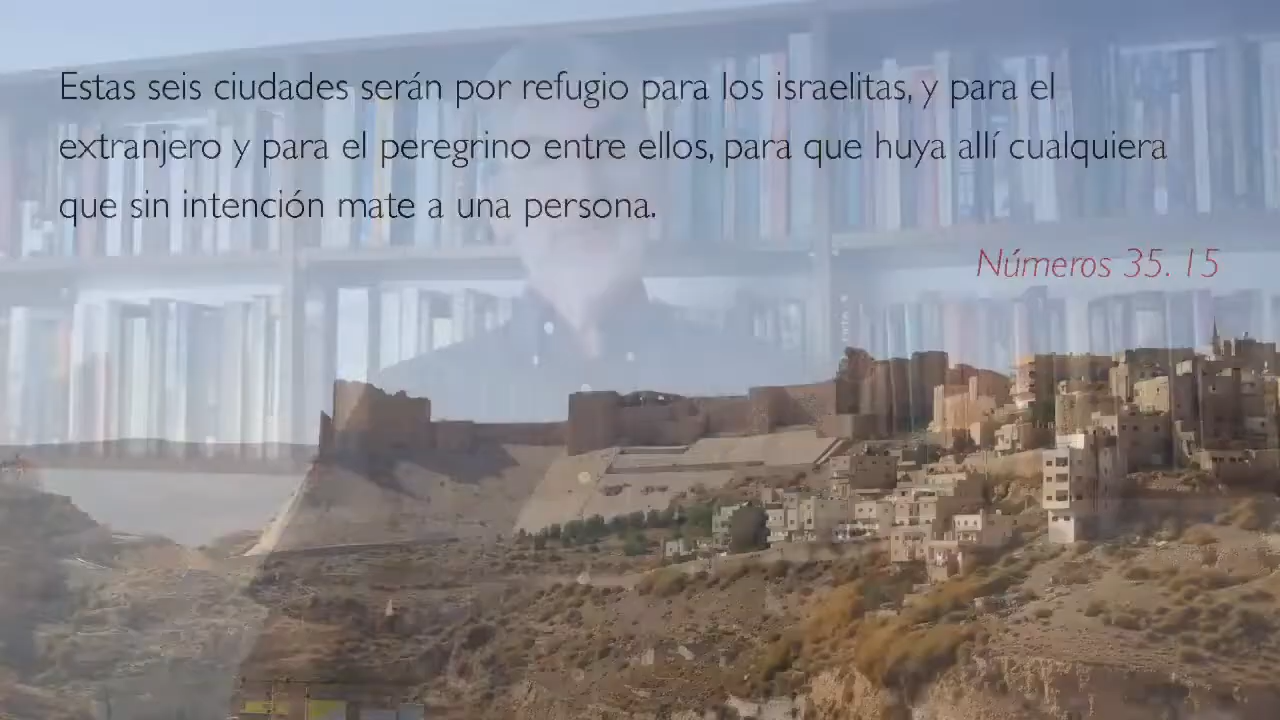 Estas seis ciudades serán por refugio para los israelitas, y para el
extranjero y para el peregrino entre ellos, para que huya allí cualquiera
que sin intención mate a una persona.
Números 35. 15